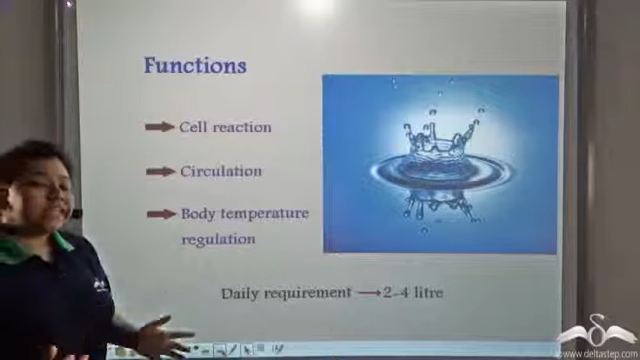 Functions
Cell reaction
Circulation
Body temperature
regulation
Daily requirement → 2-4 litre
www.deltastep.com